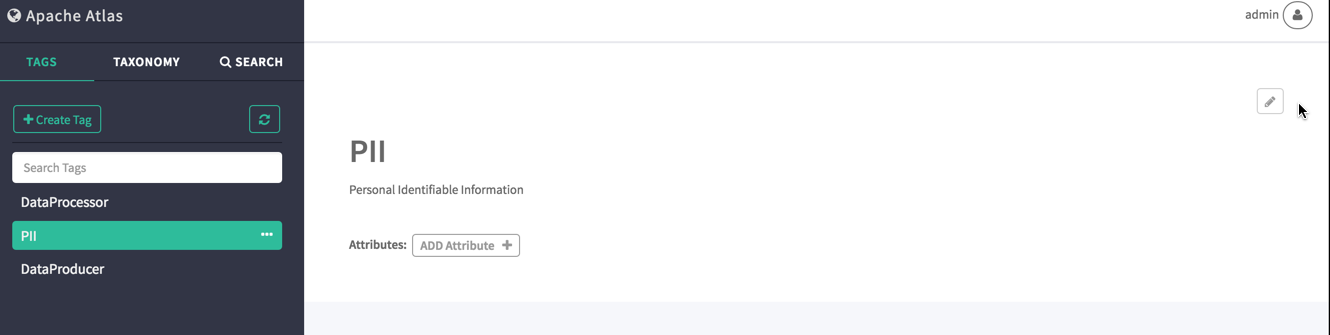 Apache Atlas
admin
TAGS
TAXONOMY
SEARCH
Create Tag
Search Tags
DataProcessor
PII
DataProducer
PII
Personal Identifiable Information
Attributes: ADD Attribute